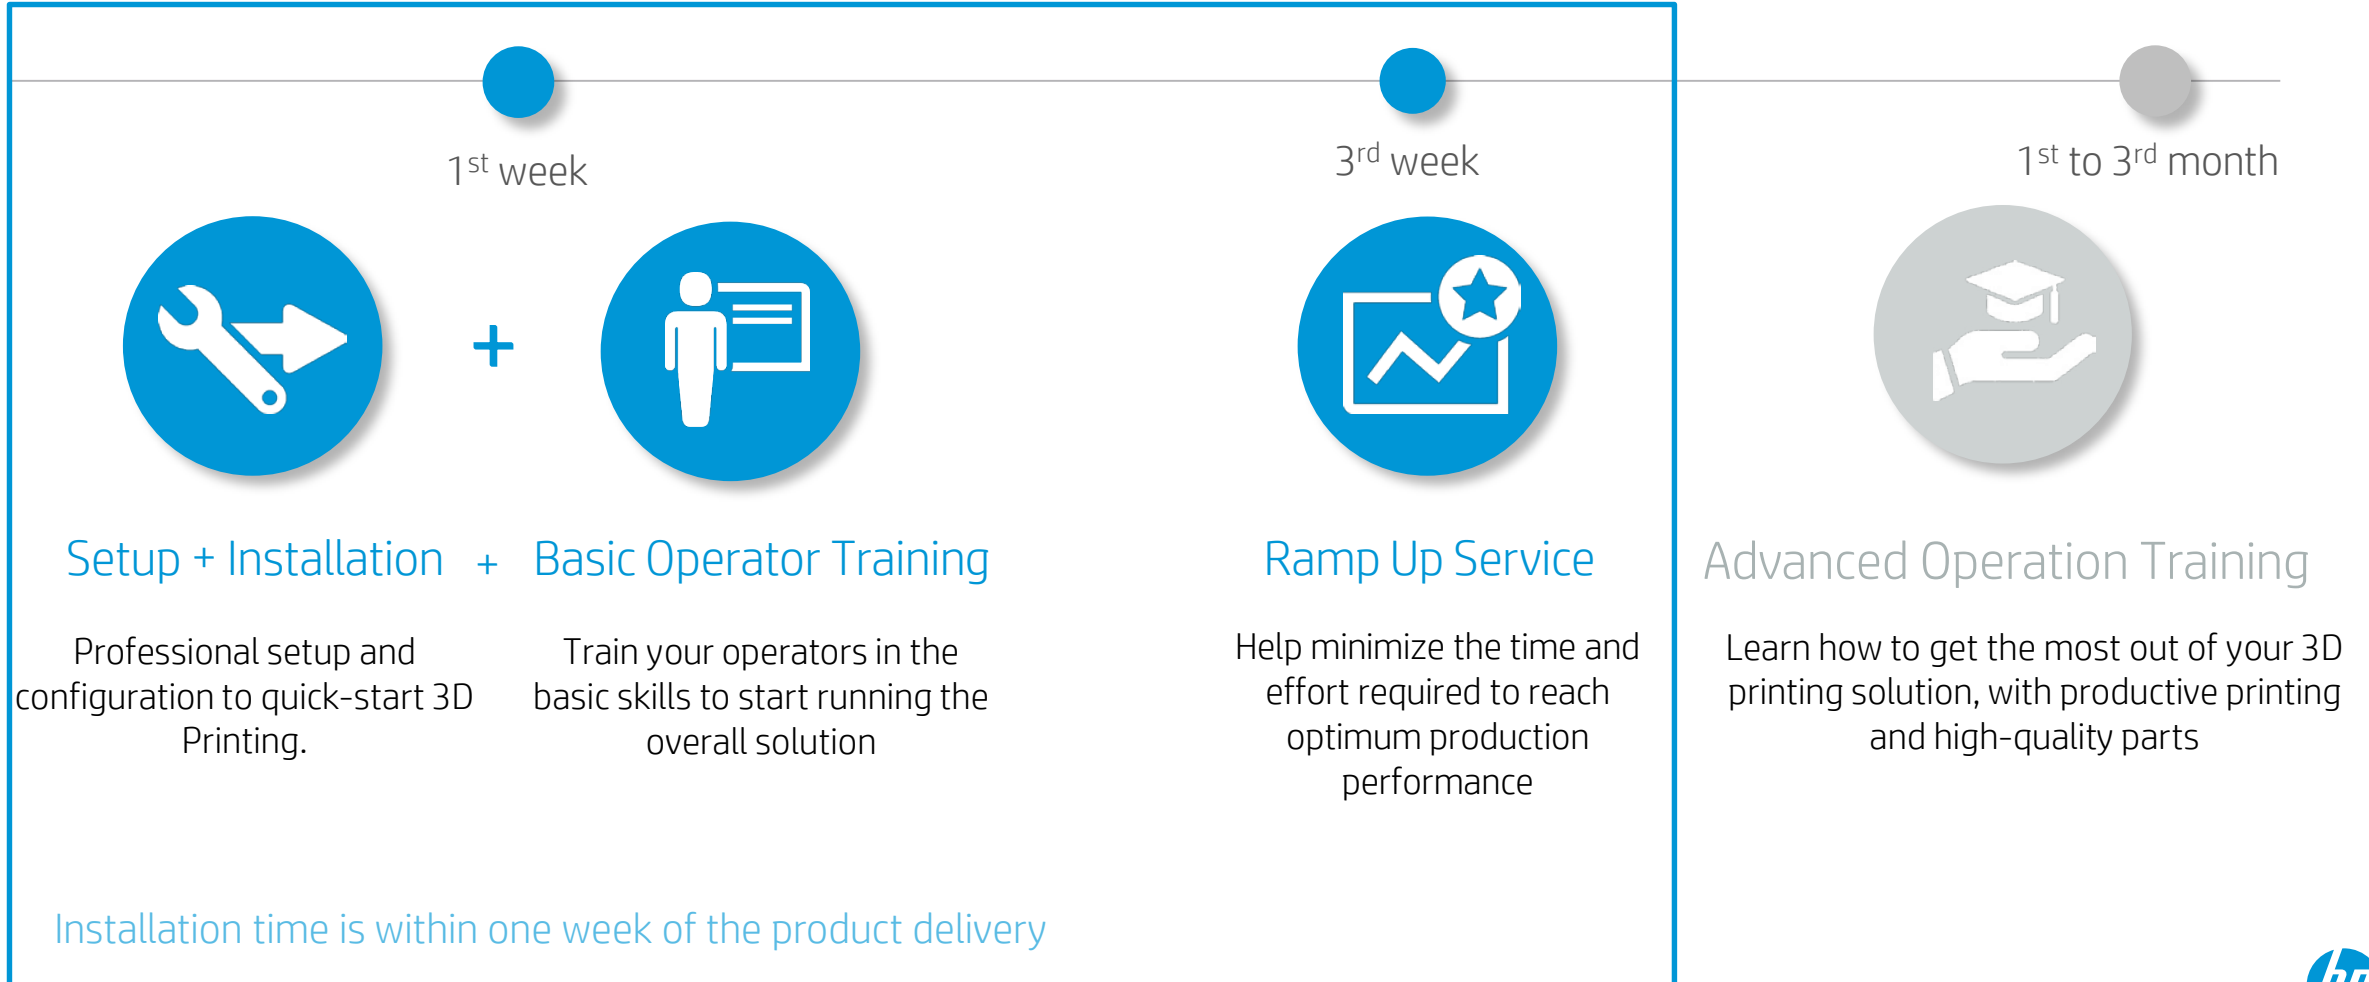 1st week
3rd week
1st to 3rd month
+
Setup + Installation + Basic Operator Training
Professional setup and
configuration to quick-start 3D
Printing.
Train your operators in the
basic skills to start running the
overall solution
Ramp Up Service
Help minimize the time and
effort required to reach
optimum production
performance
Advanced Operation Training
Learn how to get the most out of your 3D
printing solution, with productive printing
and high-quality parts
Installation time is within one week of the product delivery
hp